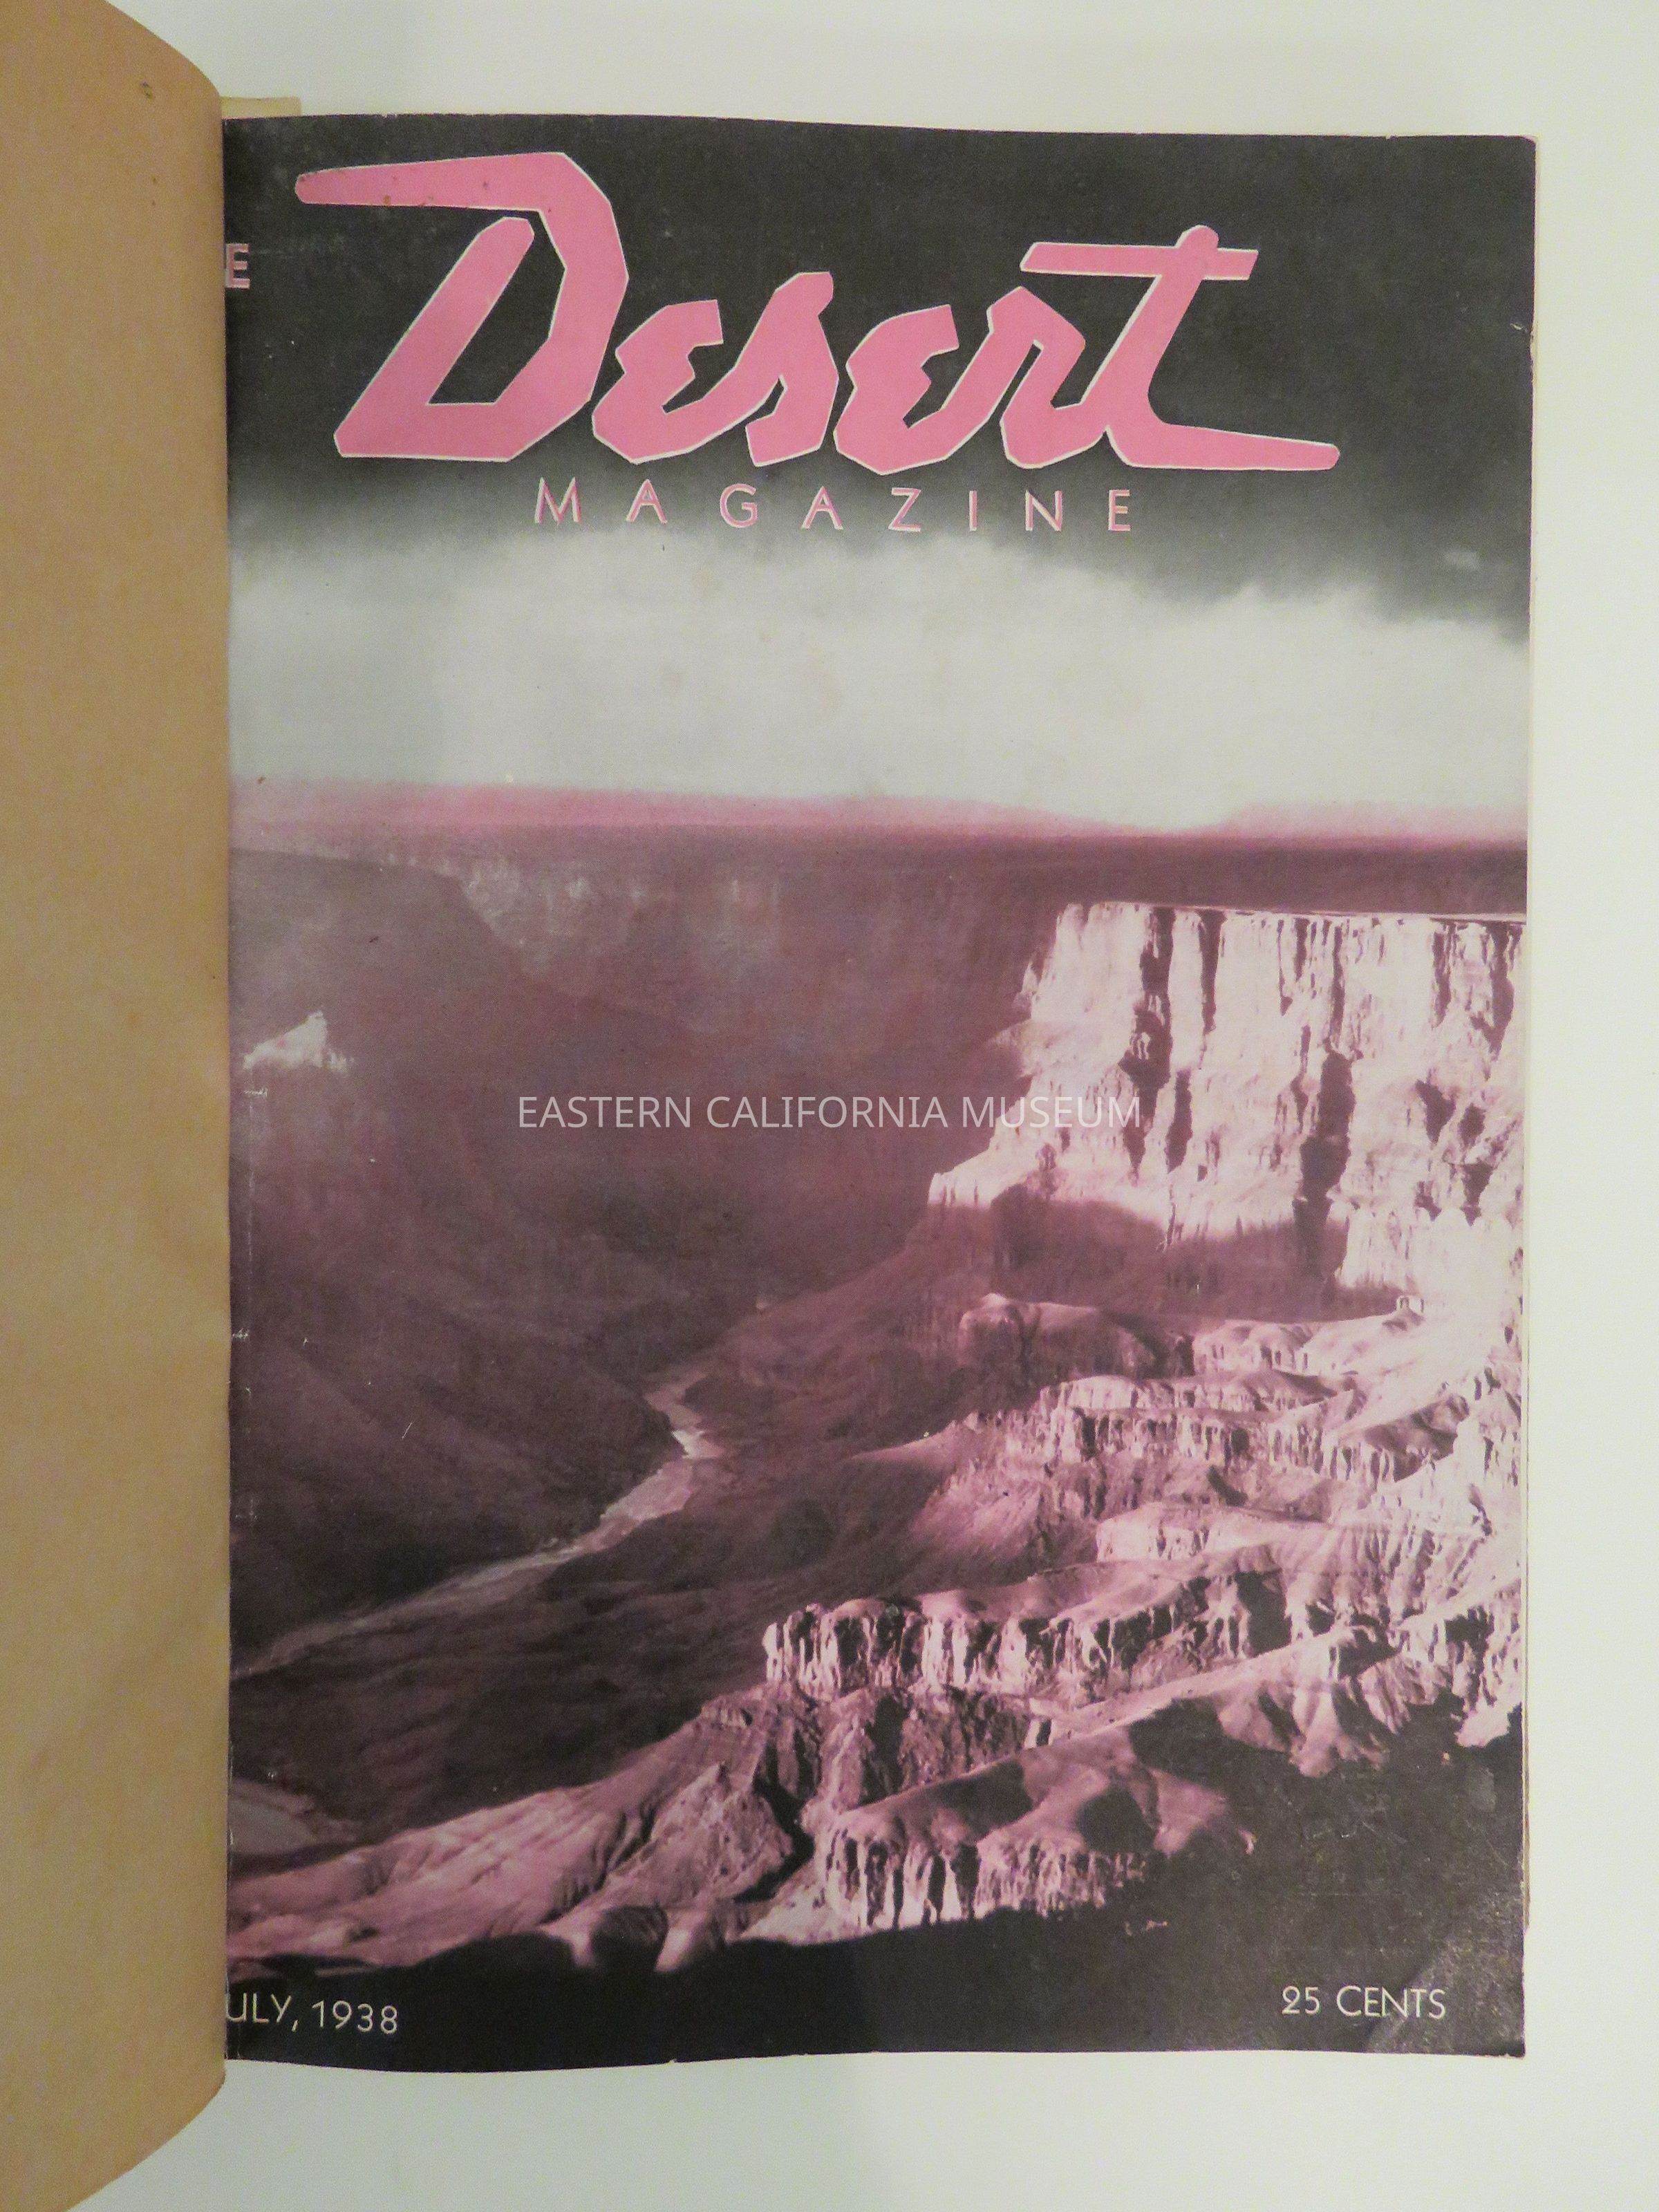 E
Desert
MAGAZINE
EASTERN CALIFORNIA MUSEUM
ULY, 1938
25 CENTS